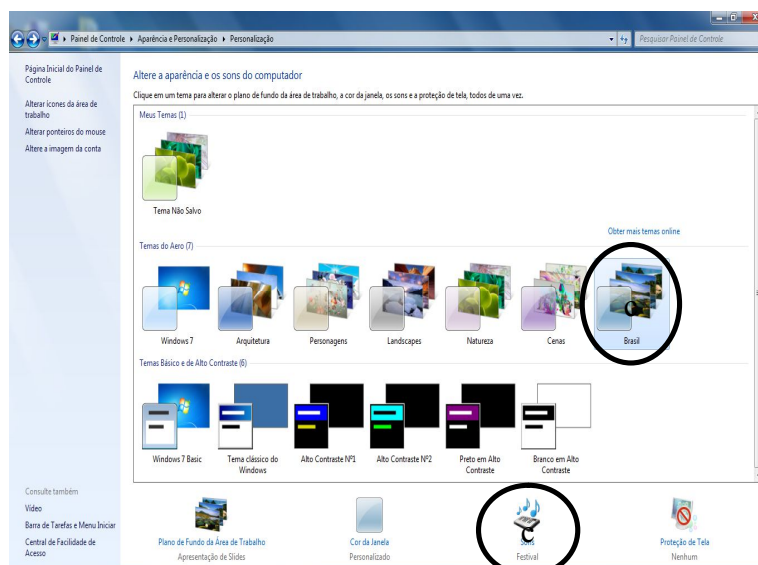 Painel de Controle ▸ Aparência e Personalização ▸ Personalização
Pesquisar Painel de Controle
Página Inicial do Painel de
Controle
Alterar ícones da área de
trabalho
Alterar ponteiros do mouse
Altere a imagem da conta
Altere a aparência e os sons do computador
Clique em um tema para alterar o plano de fundo da área de trabalho, a cor da janela, os sons e a proteção de tela, todos de uma vez.
Meus Temas (1)
Tema Não Salvo
Obter mais temas online
Temas do Aero (7)
Windows 7
Arquitetura
Personagens
Landscapes
Natureza
Cenas
Brasil
Temas Básico e de Alto Contraste (6)
Windows 7 Basic
Tema clássico do
Windows
Alto Contraste Nº1
Alto Contraste Nº2
Preto em Alto
Contraste
Branco em Alto
Contraste
Consulte também
Vídeo
Barra de Tarefas e Menu Iniciar
Central de Facilidade de
Acesso
Plano de Fundo da Área de Trabalho
Apresentação de Slides
Cor da Janela
Personalizado
Sons
Festival
Proteção de Tela
Nenhum